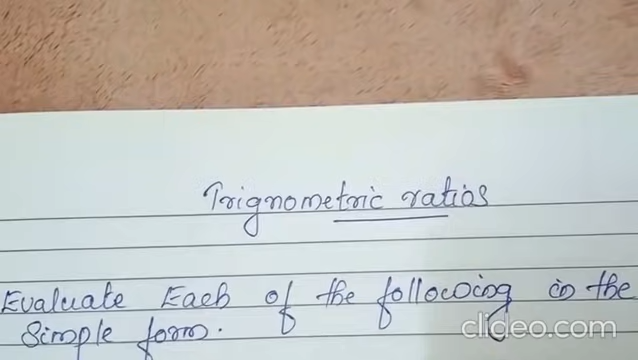 Trignometric ratios
Evaluate Each of the following in the
Simple form.
clideo.com